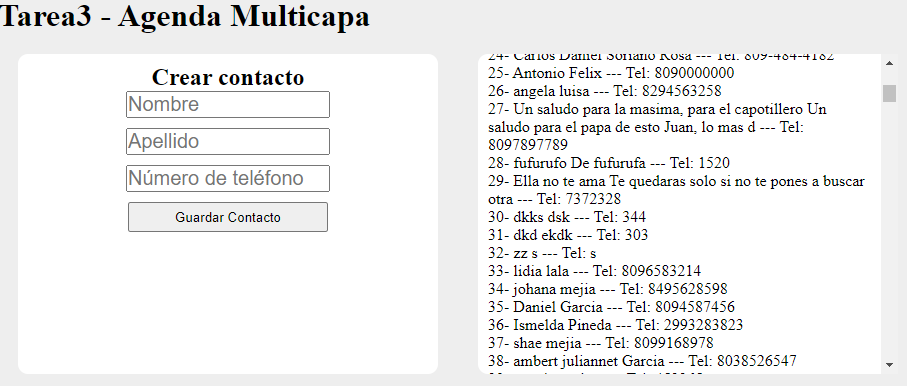 Tarea3 - Agenda Multicapa
Crear contacto
Nombre
Apellido
Número de teléfono
Guardar Contacto
24- Carlos Daniel Soriano Rosa --- Tel: 809-484-4182
25- Antonio Felix --- Tel: 8090000000
26- angela luisa --- Tel: 8294563258
27- Un saludo para la masima, para el capotillero Un
saludo para el papa de esto Juan, lo mas d --- Tel:
8097897789
28- fufurufo De fufurufa --- Tel: 1520
29- Ella no te ama Te quedaras solo si no te pones a buscar
otra --- Tel: 7372328
30- dkks dsk --- Tel: 344
31- dkd ekdk --- Tel: 303
32- zz s --- Tel: s
33- lidia lala --- Tel: 8096583214
34- johana mejia --- Tel: 8495628598
35- Daniel Garcia --- Tel: 8094587456
36- Ismelda Pineda --- Tel: 2993283823
37- shae mejia --- Tel: 8099168978
38- ambert juliannet Garcia --- Tel: 8038526547